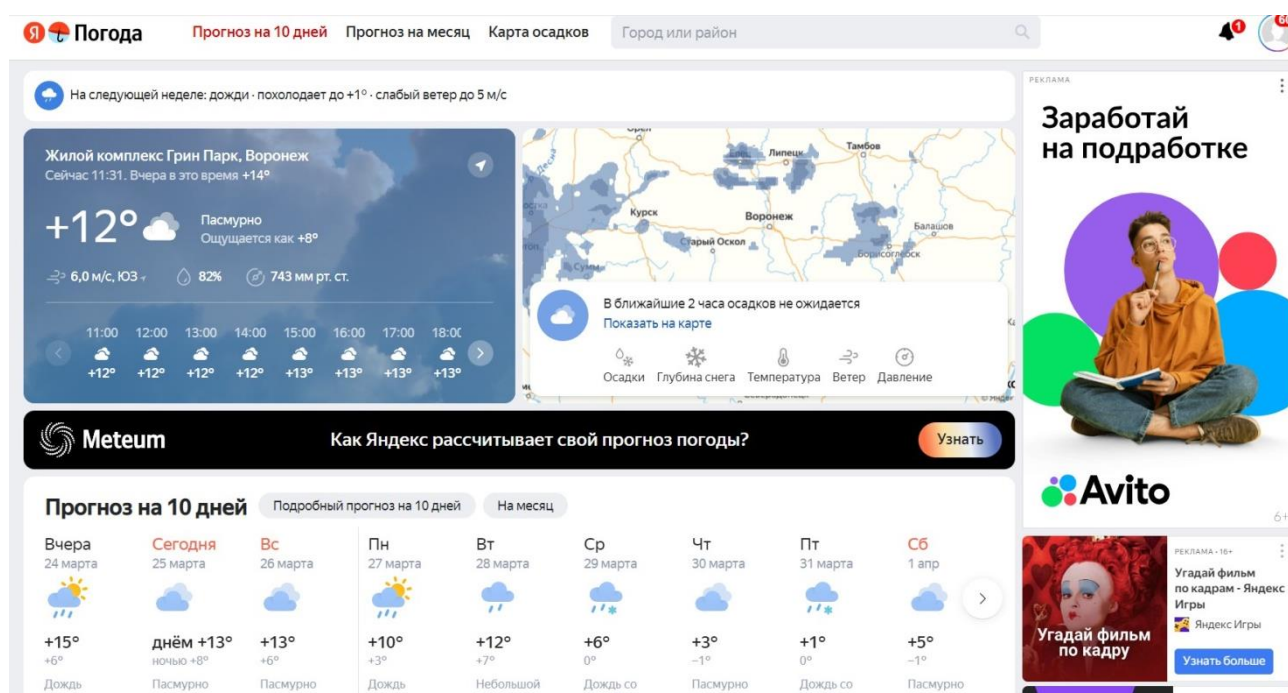 Я Погода
Прогноз на 10 дней Прогноз на месяц Карта осадков
Город или район
1
60
На следующей неделе: дожди · похолодает до +1° · слабый ветер до 5 м/с
Жилой комплекс Грин Парк, Воронеж
Сейчас 11:31. Вчера в это время +14°
+12°
Пасмурно
Ощущается как +8°
6,0 м/с, ЮЗ 82% 743 мм рт. ст.
11:00 12:00 13:00 14:00 15:00 16:00 17:00 18:00
+12° +12° +12° +12° +13° +13° +13° +13°
Орел
Липецк
Тамбов
Курск
Воронеж
Балашов
Старый Оскол
Борисоглебск
Сумы
В ближайшие 2 часа осадков не ожидается
Показать на карте
Осадки Глубина снега Температура Ветер Давление
Meteum
Как Яндекс рассчитывает свой прогноз погоды?
Узнать
Прогноз на 10 дней
Подробный прогноз на 10 дней
На месяц
Вчера Сегодня Вс Пн Вт Ср Чт Пт Сб
24 марта 25 марта 26 марта 27 марта 28 марта 29 марта 30 марта 31 марта 1 апр
+15° днём +13° +13° +10° +12° +6° +3° +1° +5°
+6° ночью +8° +6° +3° +7° 0° −1° 0° −1°
Дождь Пасмурно Пасмурно Дождь Небольшой Дождь со Пасмурно Дождь со Пасмурно
РЕКЛАМА
Заработай
на подработке
Avito
6+
Угадай фильм
по кадру
РЕКЛАМА • 16+
Угадай фильм
по кадрам - Яндекс
Игры
Яндекс Игры
Узнать больше